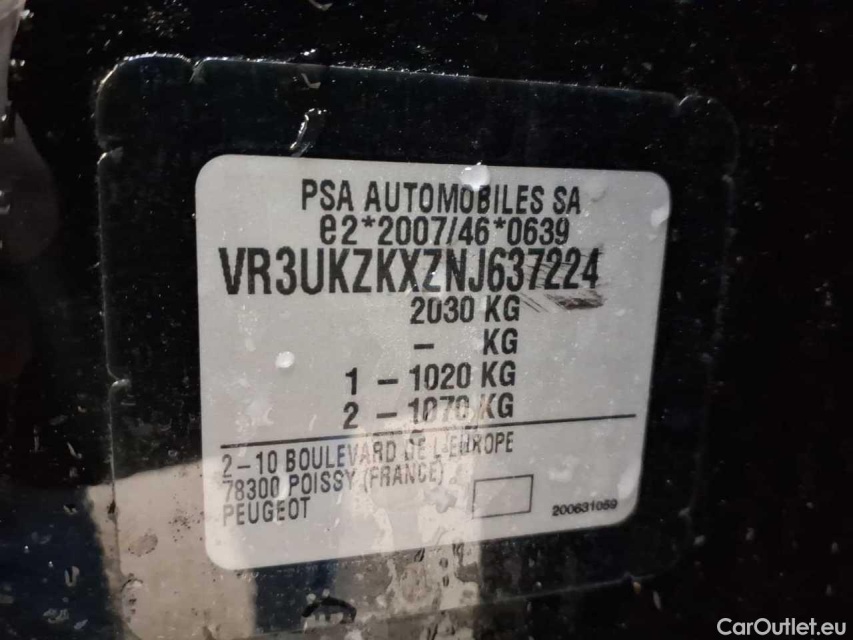 PSA AUTOMOBILES SA
e2*2007/46*0639
VR3UKZKXZNJ637224
2030 KG
– KG
1 – 1020 KG
2 – 1070 KG
2–10 BOULEVARD DE L'EUROPE
78300 POISSY (FRANCE)
PEUGEOT
200631059
CarOutlet.eu